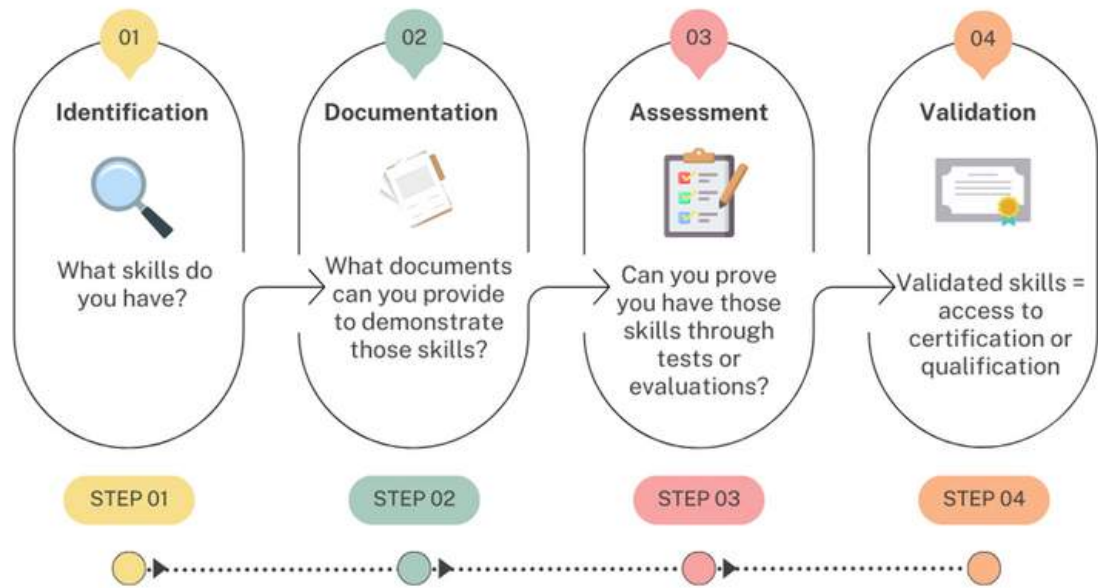 01
Identification
What skills do
you have?
STEP 01
02
Documentation
What documents
can you provide
to demonstrate
those skills?
STEP 02
03
Assessment
Can you prove
you have those
skills through
tests or
evaluations?
STEP 03
04
Validation
Validated skills =
access to
certification or
qualification
STEP 04